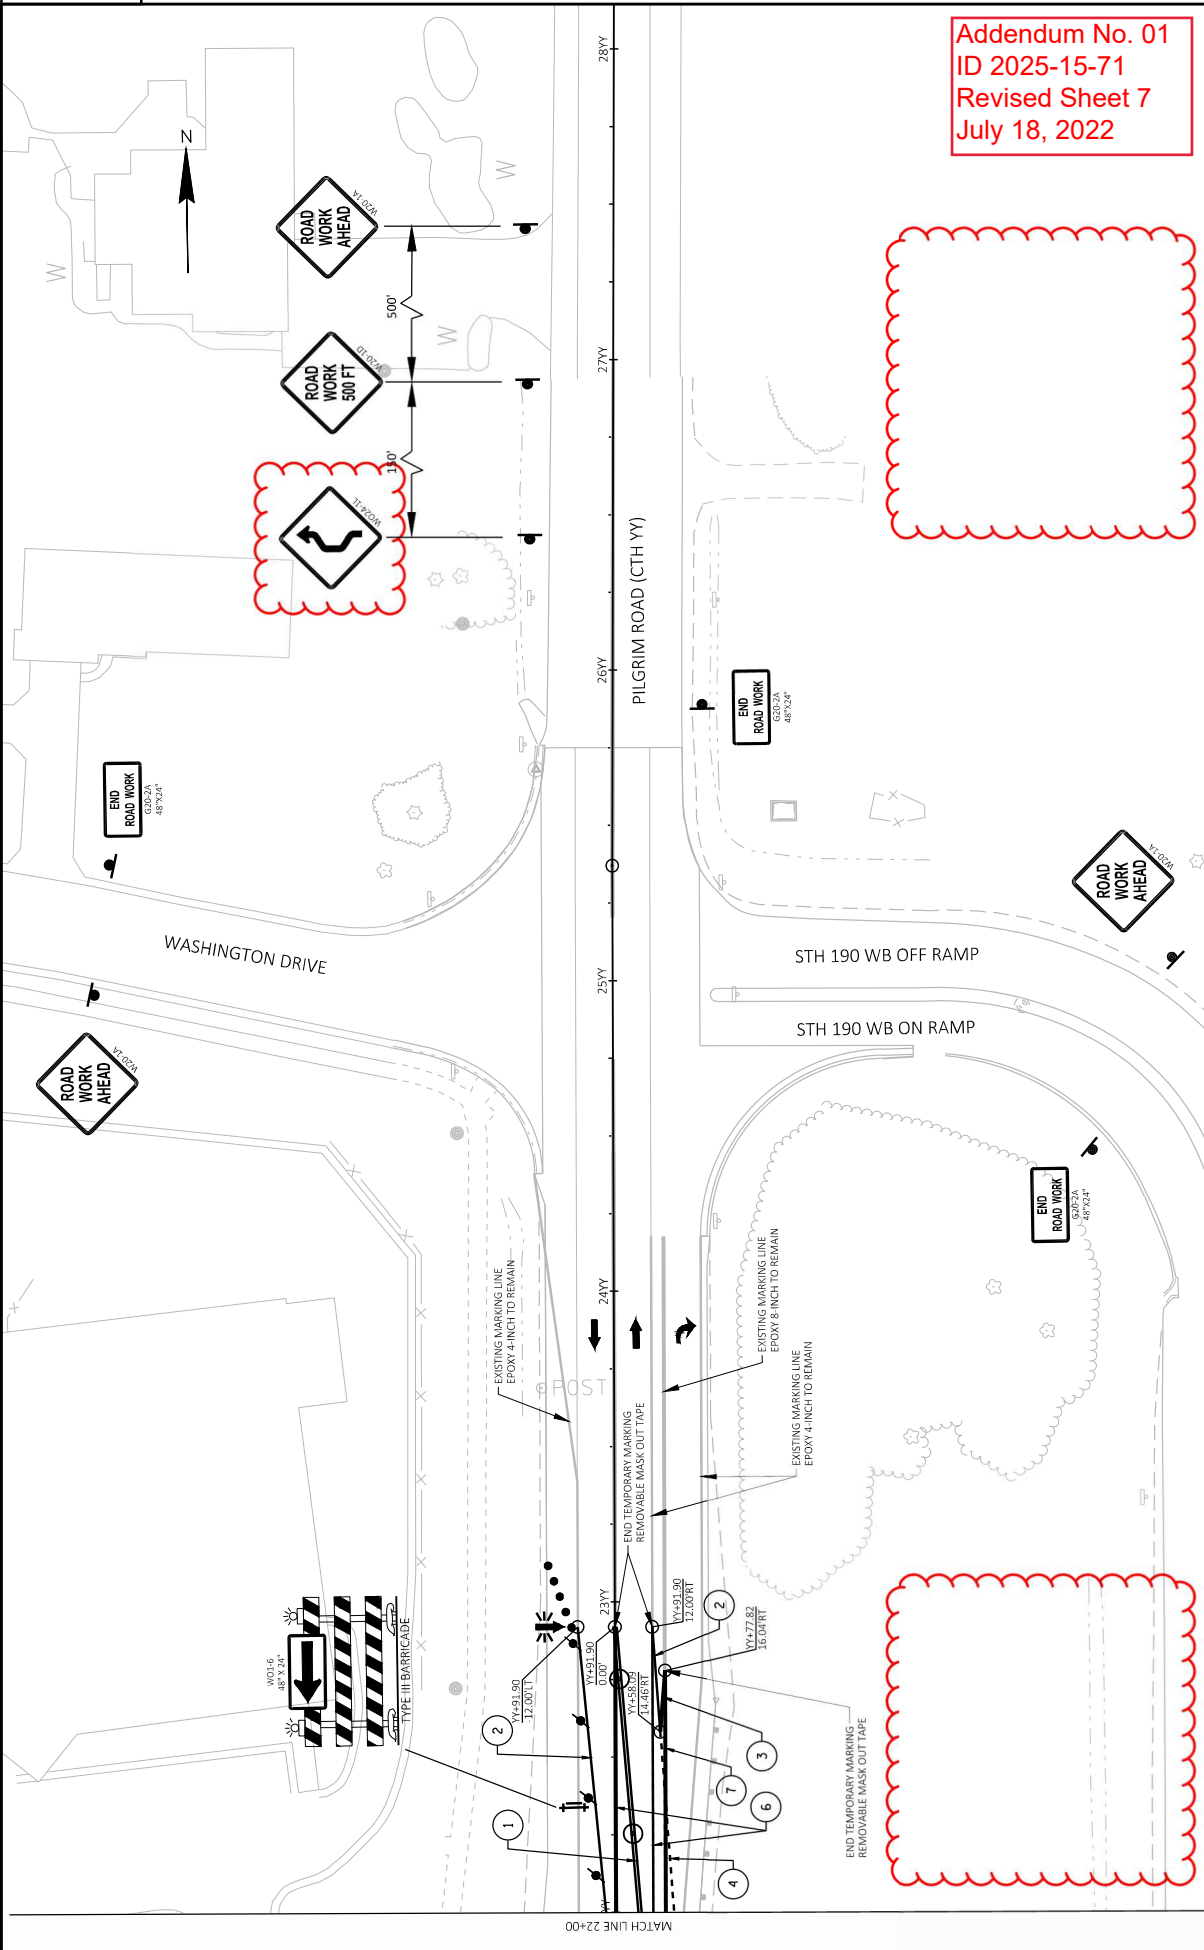 Addendum No. 01
ID 2025-15-71
Revised Sheet 7
July 18, 2022
28YY
N
W
ROAD
WORK
AHEAD
W20-1A
500'
W
W
27YY
ROAD
WORK
500 FT
W20-1D
150'
WO24-1L
PILGRIM ROAD (CTH YY)
26YY
END
ROAD WORK
G20-2A
48"X24"
END
ROAD WORK
G20-2A
48"X24"
ROAD
WORK
AHEAD
W20-1A
WASHINGTON DRIVE
25YY
STH 190 WB OFF RAMP
STH 190 WB ON RAMP
ROAD
WORK
AHEAD
W20-1A
END
ROAD WORK
G20-2A
48"X24"
24YY
EXISTING MARKING LINE
EPOXY 4-INCH TO REMAIN
EXISTING MARKING LINE
EPOXY 8-INCH TO REMAIN
POST
EXISTING MARKING LINE
EPOXY 4-INCH TO REMAIN
END TEMPORARY MARKING
REMOVABLE MASK OUT TAPE
23YY
WO1-6
48" X 24"
TYPE III BARRICADE
YY+91.90
-12.00'LT
YY+91.90
0.00'
YY+58.09
14.46'RT
YY+91.90
12.00'RT
YY+77.82
16.04'RT
2
2
1
3
7
6
4
END TEMPORARY MARKING
REMOVABLE MASK OUT TAPE
MATCH LINE 22+00